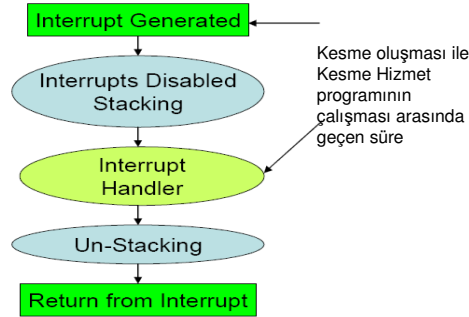 Interrupt Generated
Interrupts Disabled
Stacking
Interrupt
Handler
Un-Stacking
Return from Interrupt
Kesme oluşması ile
Kesme Hizmet
programının
çalışması arasında
geçen süre